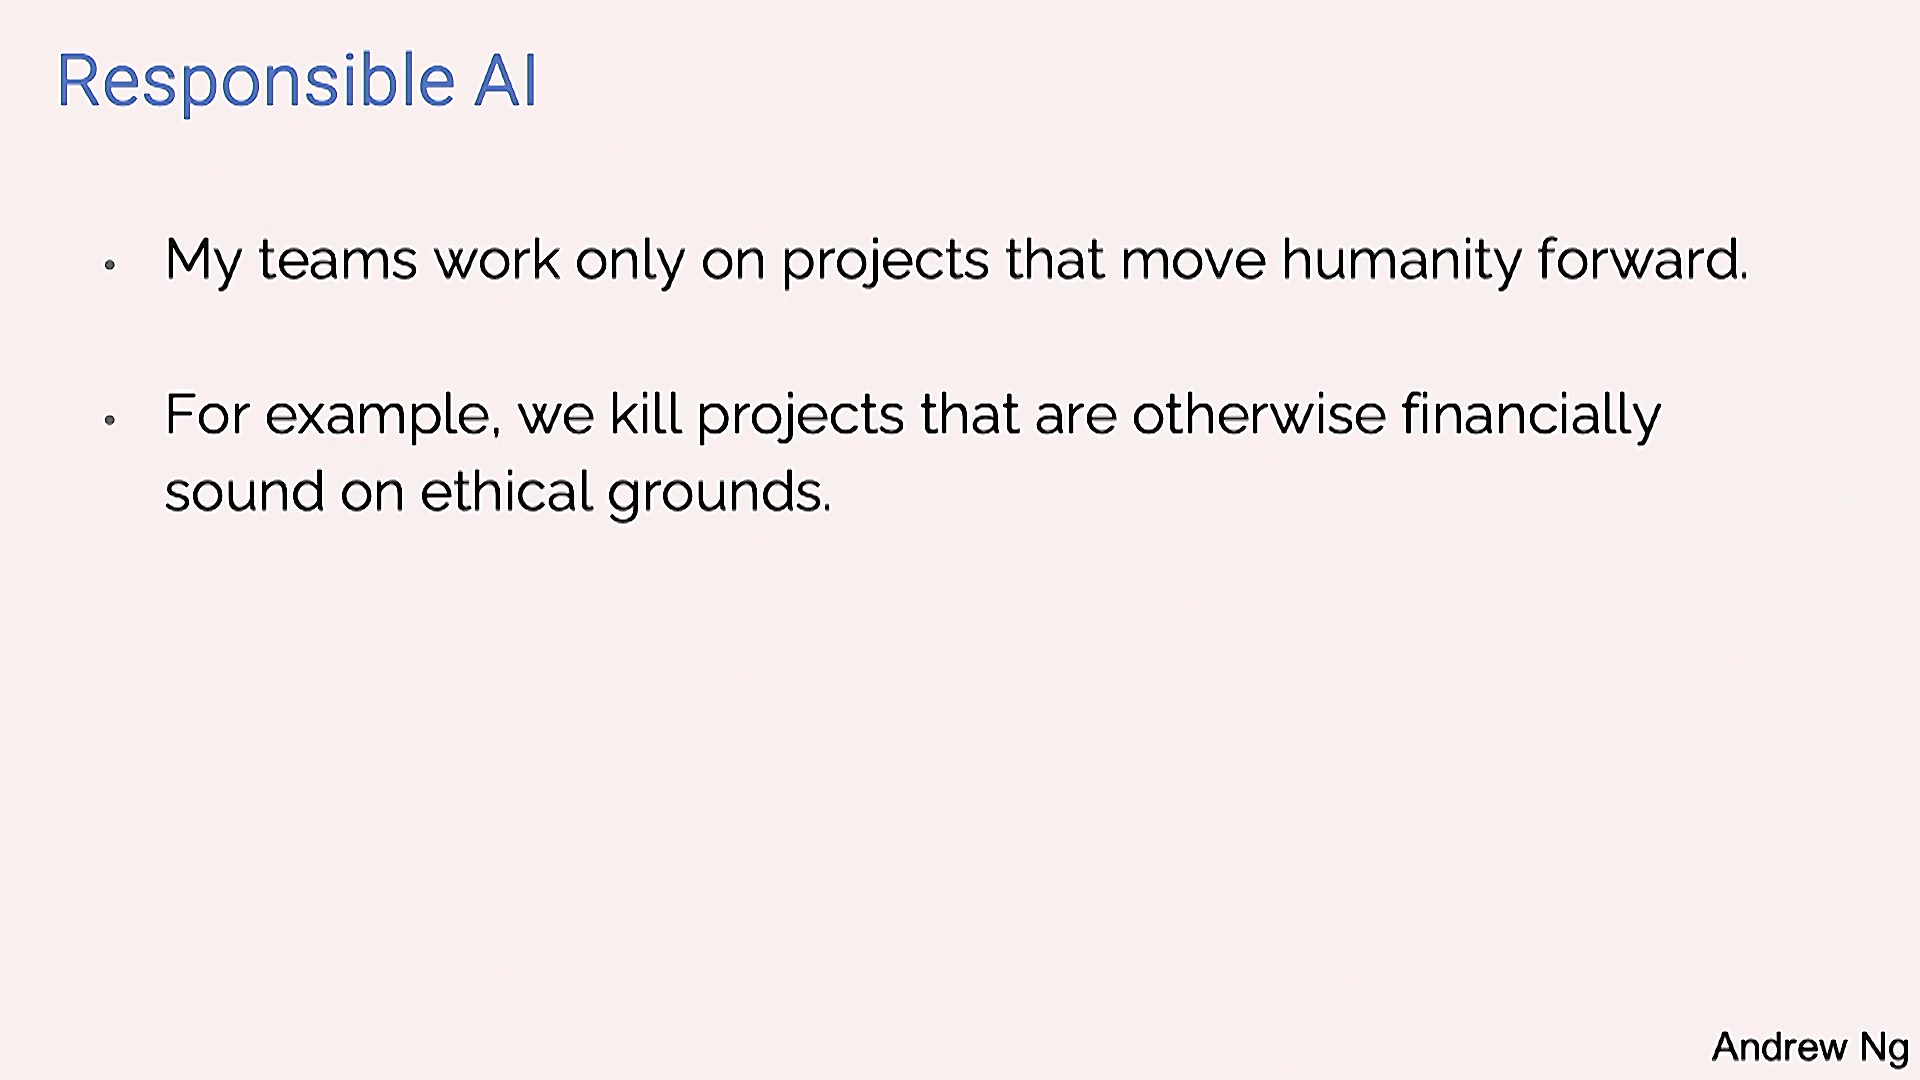 Responsible AI
• My teams work only on projects that move humanity forward.
• For example, we kill projects that are otherwise financially
sound on ethical grounds.
Andrew Ng